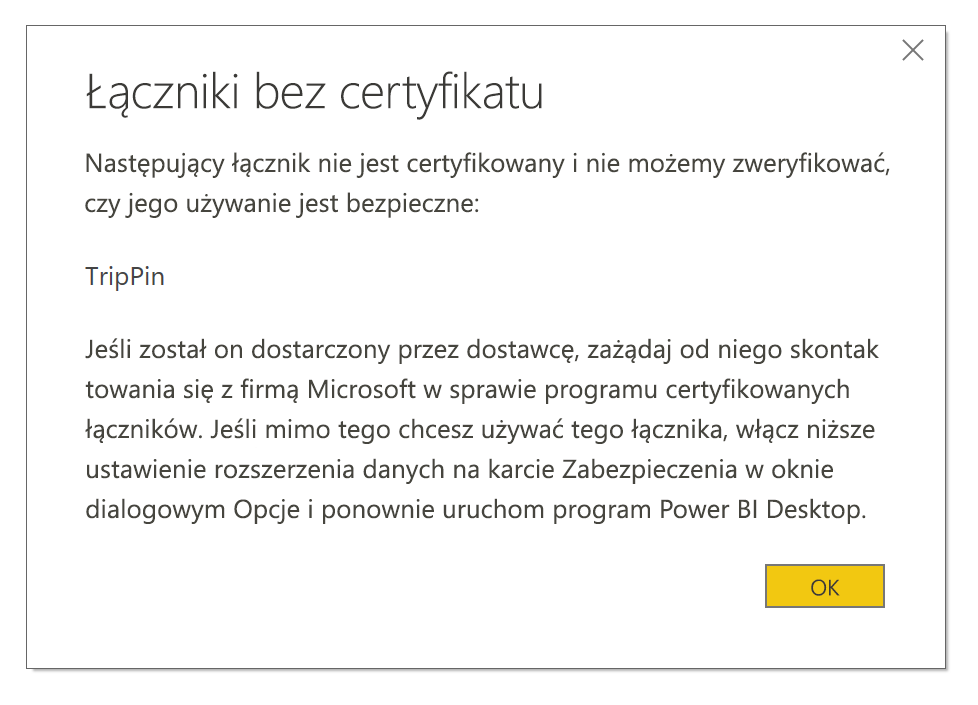 Łączniki bez certyfikatu
Następujący łącznik nie jest certyfikowany i nie możemy zweryfikować,
czy jego używanie jest bezpieczne:
TripPin
Jeśli został on dostarczony przez dostawcę, zażądaj od niego skontak
towania się z firmą Microsoft w sprawie programu certyfikowanych
łączników. Jeśli mimo tego chcesz używać tego łącznika, włącz niższe
ustawienie rozszerzenia danych na karcie Zabezpieczenia w oknie
dialogowym Opcje i ponownie uruchom program Power BI Desktop.
OK